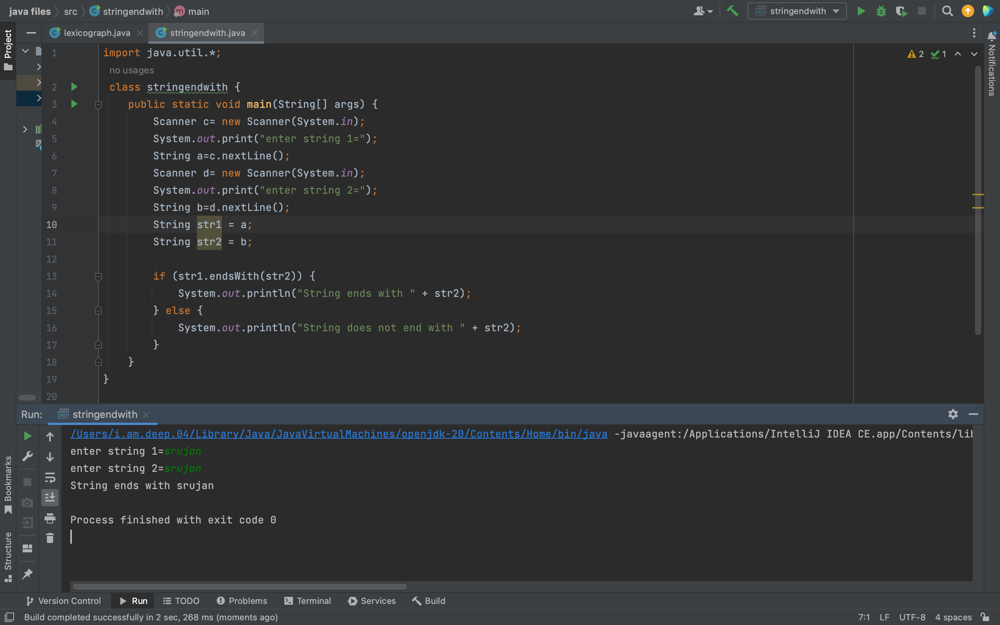 java files src stringendwith main stringendwith
lexicograph.java stringendwith.java
Project
Notifications
2 1
1 import java.util.*;
no usages
2 class stringendwith {
3 public static void main(String[] args) {
4 Scanner c= new Scanner(System.in);
5 System.out.print("enter string 1=");
6 String a=c.nextLine();
7 Scanner d= new Scanner(System.in);
8 System.out.print("enter string 2=");
9 String b=d.nextLine();
10 String str1 = a;
11 String str2 = b;
12
13 if (str1.endsWith(str2)) {
14 System.out.println("String ends with " + str2);
15 } else {
16 System.out.println("String does not end with " + str2);
17 }
18 }
19 }
20
Run: stringendwith
/Users/i.am.deep.04/Library/Java/JavaVirtualMachines/openjdk-20/Contents/Home/bin/java -javaagent:/Applications/IntelliJ IDEA CE.app/Contents/lib
enter string 1=srujan
enter string 2=srujan
String ends with srujan
Process finished with exit code 0
Bookmarks
Structure
Version Control Run TODO Problems Terminal Services Build
Build completed successfully in 2 sec, 268 ms (moments ago) 7:1 LF UTF-8 4 spaces